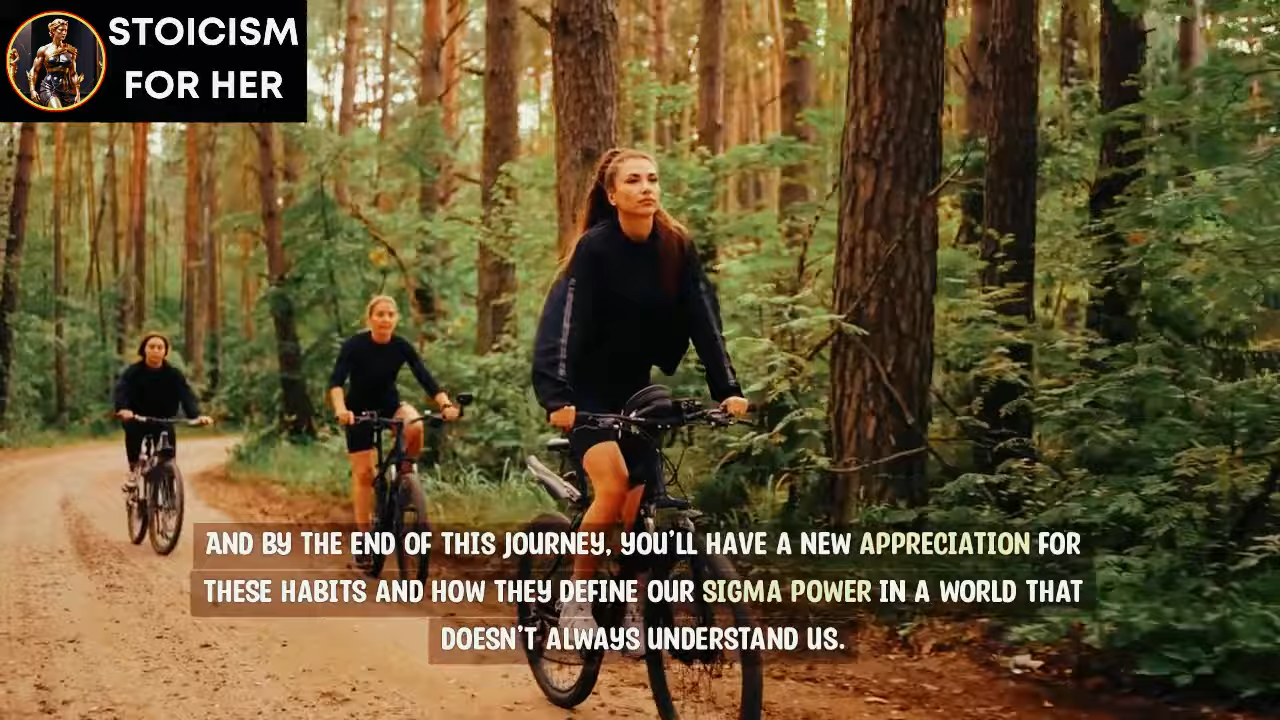 STOICISM
FOR HER
AND BY THE END OF THIS JOURNEY, YOU'LL HAVE A NEW APPRECIATION FOR
THESE HABITS AND HOW THEY DEFINE OUR SIGMA POWER IN A WORLD THAT
DOESN'T ALWAYS UNDERSTAND US.